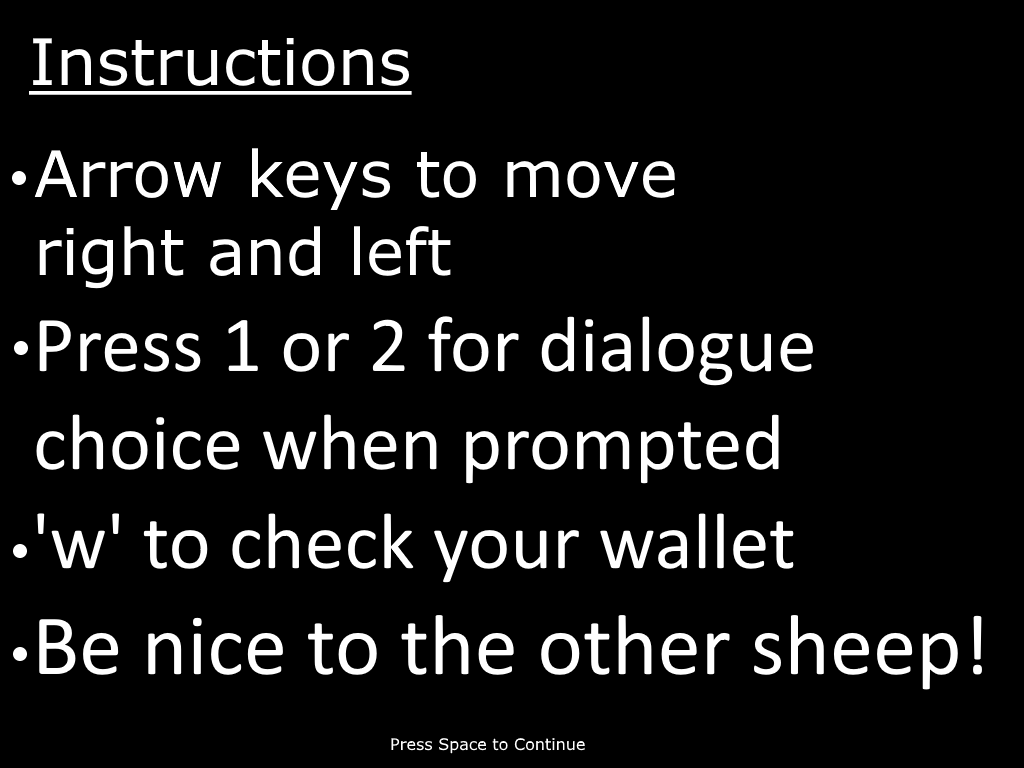 Instructions
•Arrow keys to move
right and left
•Press 1 or 2 for dialogue
choice when prompted
•'w' to check your wallet
•Be nice to the other sheep!
Press Space to Continue